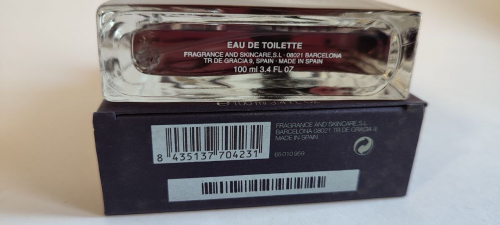 EAU DE TOILETTE
FRAGRANCE AND SKINCARE,S.L · 08021 BARCELONA
TR DE GRACIA 9, SPAIN · MADE IN SPAIN
100 ml 3.4 FL OZ
FRAGRANCE AND SKINCARE,S.L.
BARCELONA 08021 TR.DE GRACIA 9
MADE IN SPAIN
8 435137 704231